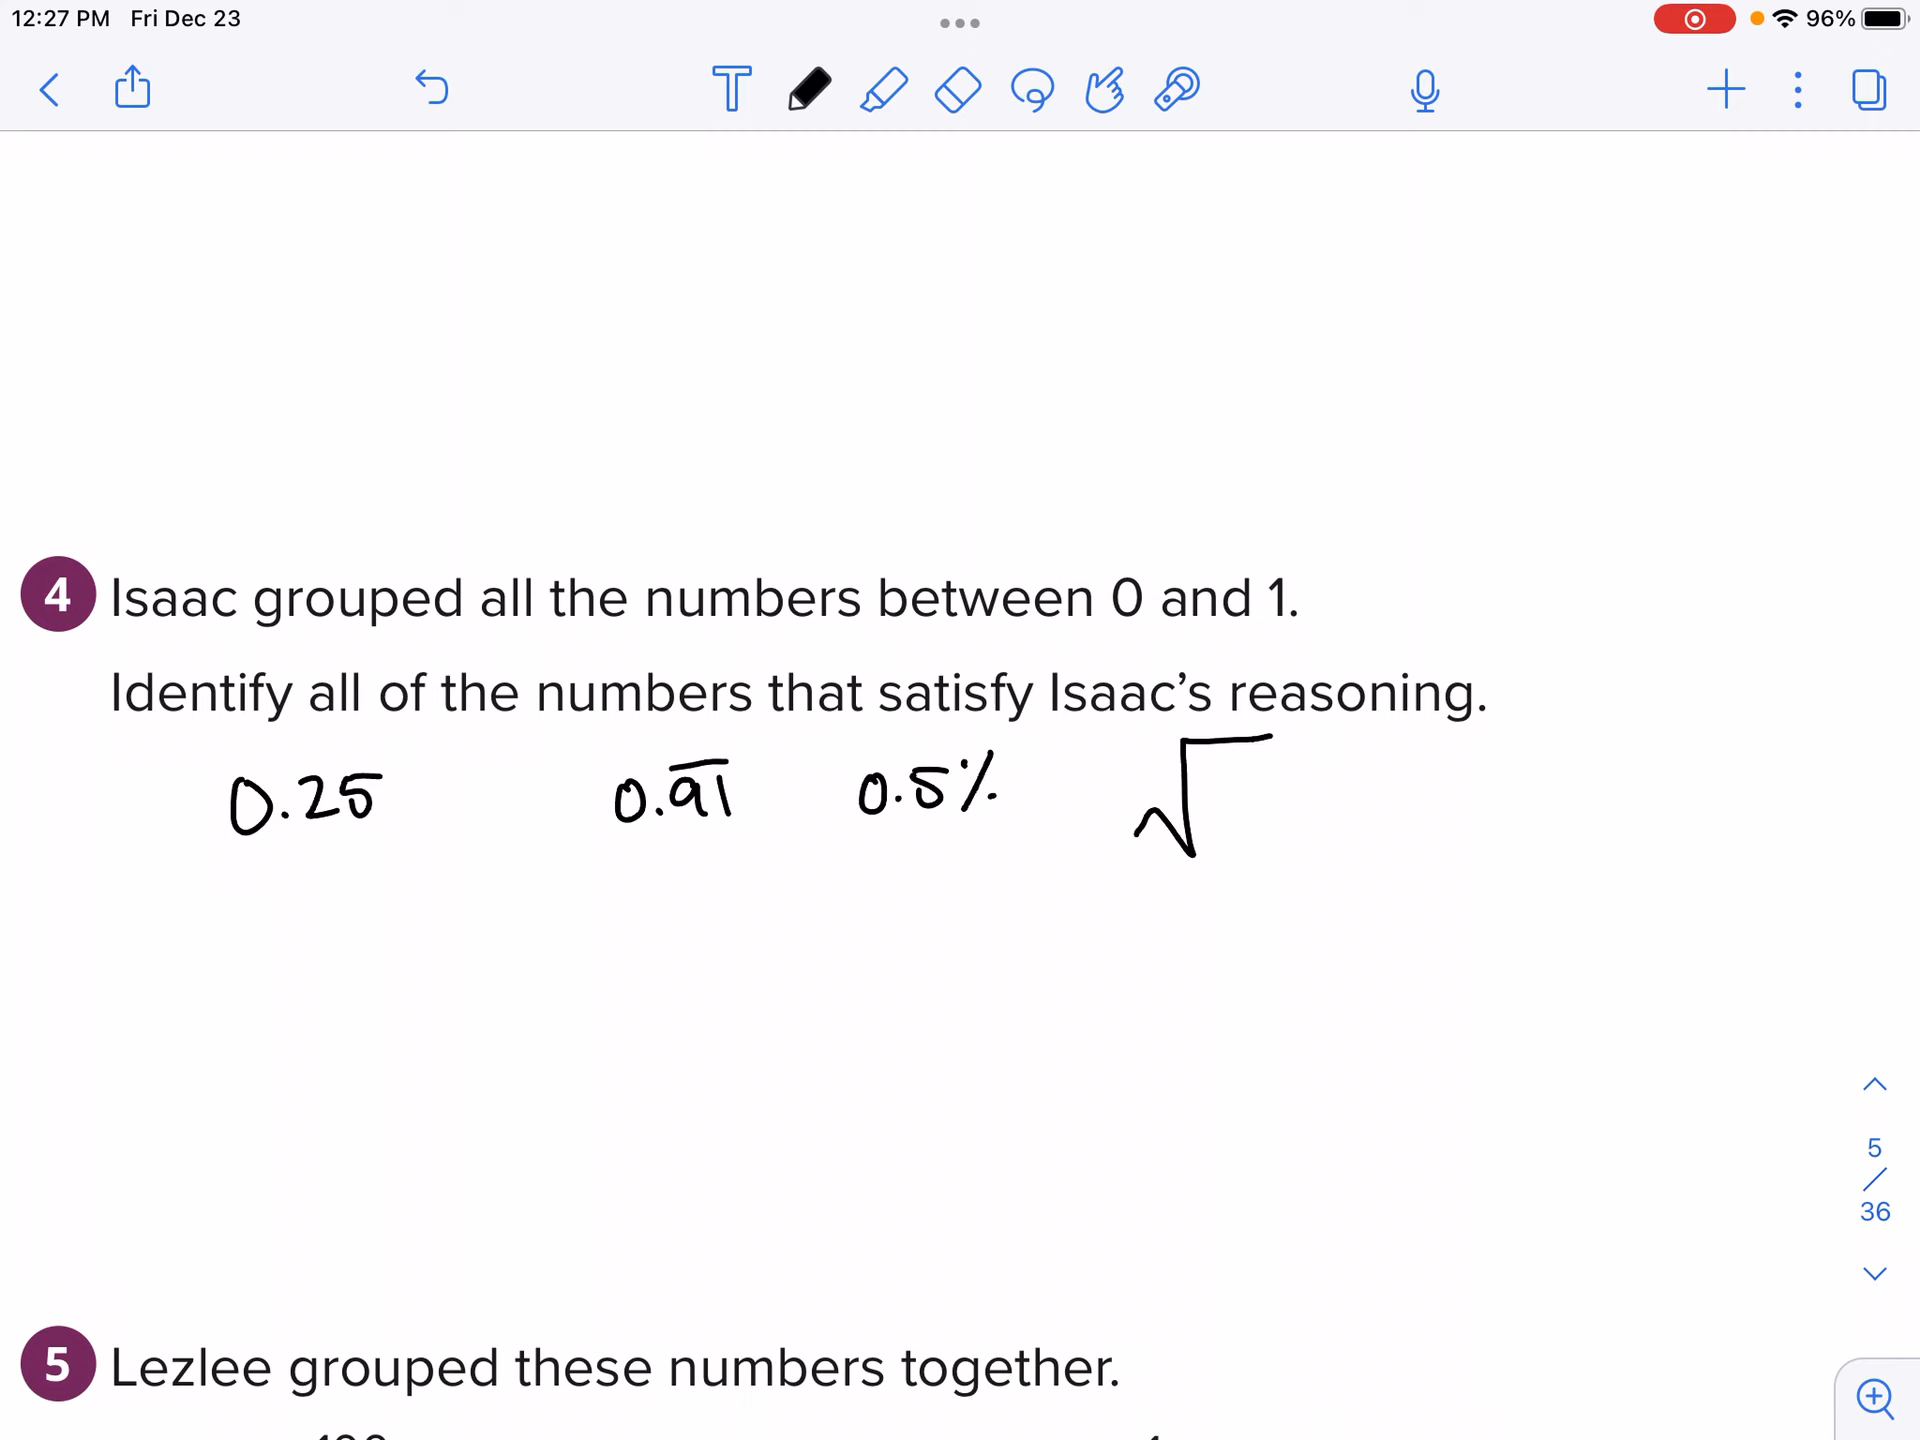 12:27 PM Fri Dec 23
96%
T
4 Isaac grouped all the numbers between 0 and 1.
Identify all of the numbers that satisfy Isaac’s reasoning.
0.25 0.9̅1̅ 0.5% √
5
/
36
5 Lezlee grouped these numbers together.